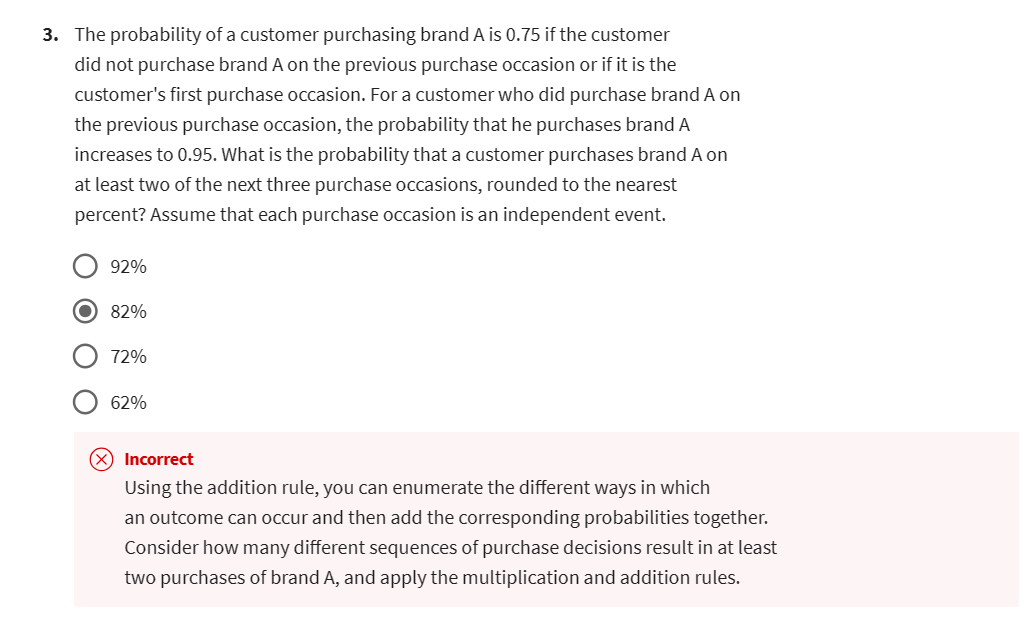 3. The probability of a customer purchasing brand A is 0.75 if the customer
did not purchase brand A on the previous purchase occasion or if it is the
customer's first purchase occasion. For a customer who did purchase brand A on
the previous purchase occasion, the probability that he purchases brand A
increases to 0.95. What is the probability that a customer purchases brand A on
at least two of the next three purchase occasions, rounded to the nearest
percent? Assume that each purchase occasion is an independent event.
92%
82%
72%
62%
Incorrect
Using the addition rule, you can enumerate the different ways in which
an outcome can occur and then add the corresponding probabilities together.
Consider how many different sequences of purchase decisions result in at least
two purchases of brand A, and apply the multiplication and addition rules.